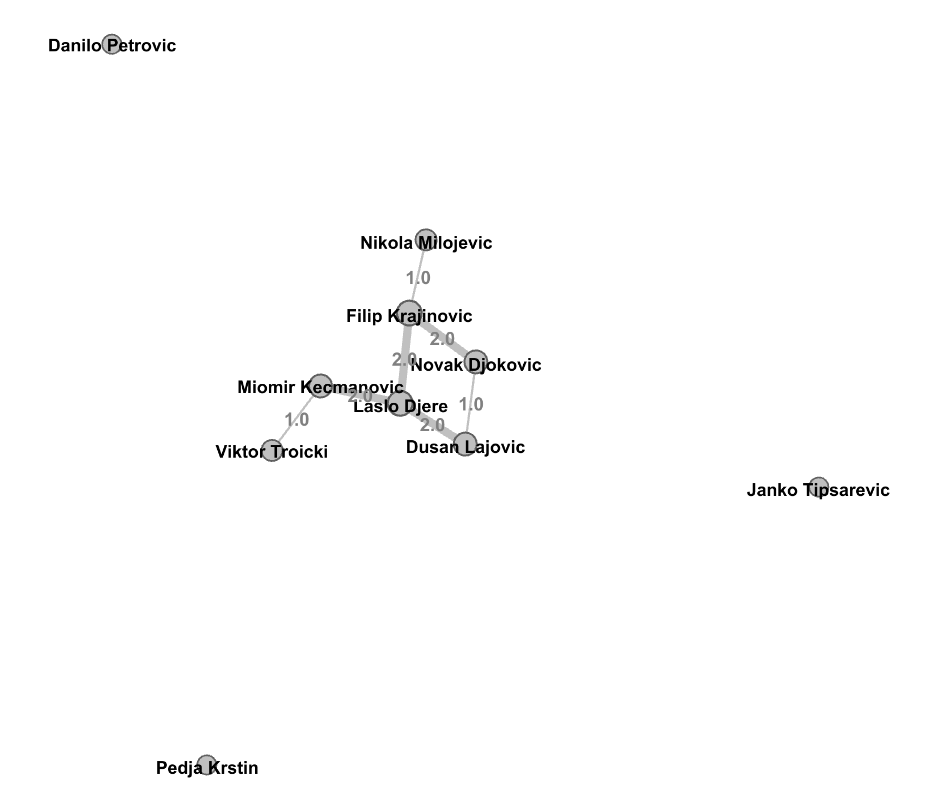 Danilo Petrovic
Nikola Milojevic
1.0
Filip Krajinovic
2.0
2.0
Novak Djokovic
Miomir Kecmanovic
2.0
Laslo Djere
1.0
1.0
2.0
Dusan Lajovic
Viktor Troicki
Janko Tipsarevic
Pedja Krstin